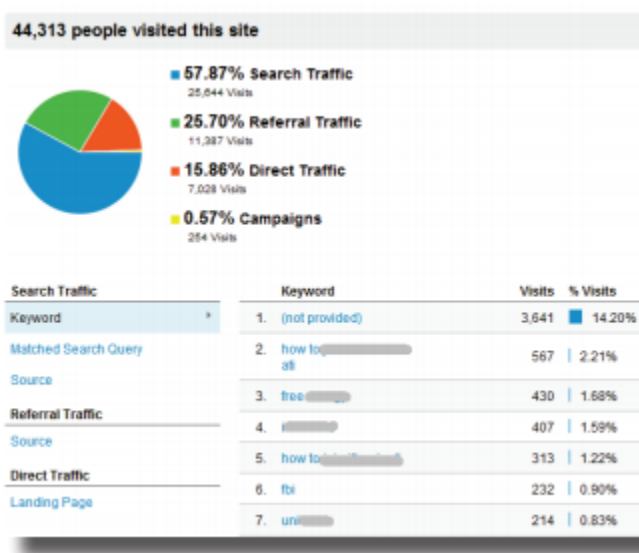 44,313 people visited this site
57.87% Search Traffic
25,644 Visits
25.70% Referral Traffic
11,387 Visits
15.86% Direct Traffic
7,028 Visits
0.57% Campaigns
254 Visits
Search Traffic
Keyword
Matched Search Query
Source
Referral Traffic
Source
Direct Traffic
Landing Page
Keyword Visits % Visits
1. (not provided) 3,641 14.20%
2. how to 567 2.21%
ati
3. free 430 1.68%
4. 407 1.59%
5. how to 313 1.22%
6. fbi 232 0.90%
7. uni 214 0.83%